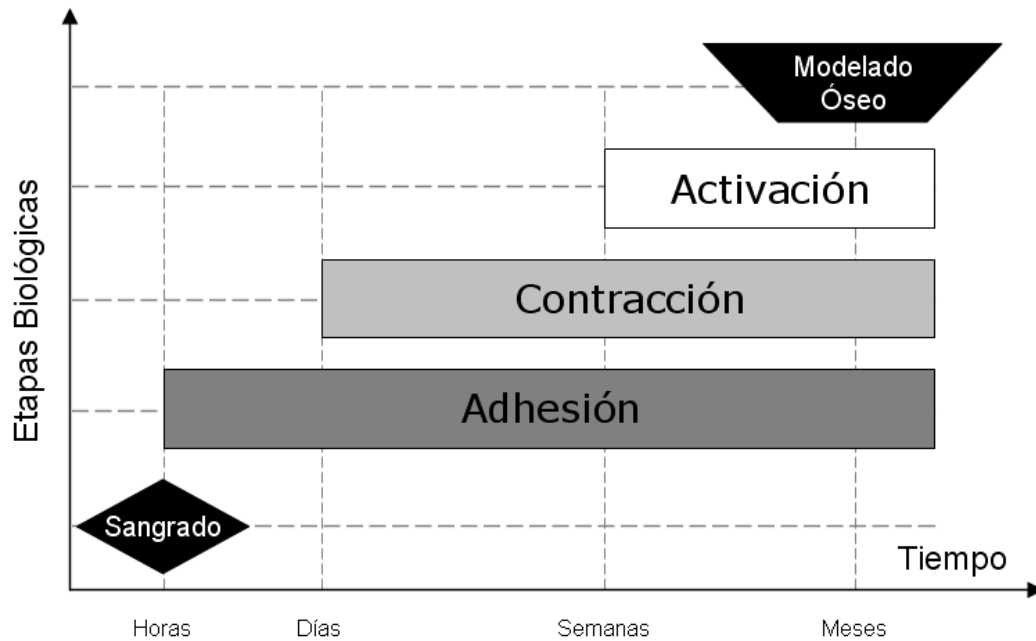 Modelado
Óseo
Activación
Contracción
Adhesión
Sangrado
Etapas Biológicas
Tiempo
Horas Días Semanas Meses